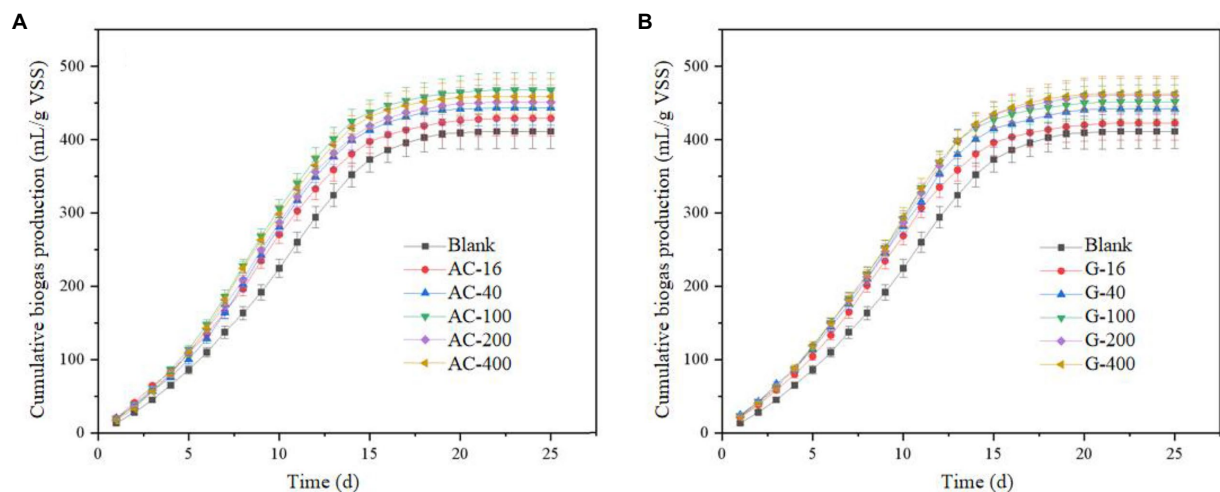 A
Cumulative biogas production (mL/g VSS)
500
400
300
200
100
0
0 5 10 15 20 25
Time (d)
Blank
AC-16
AC-40
AC-100
AC-200
AC-400
B
Cumulative biogas production (mL/g VSS)
500
400
300
200
100
0
0 5 10 15 20 25
Time (d)
Blank
G-16
G-40
G-100
G-200
G-400